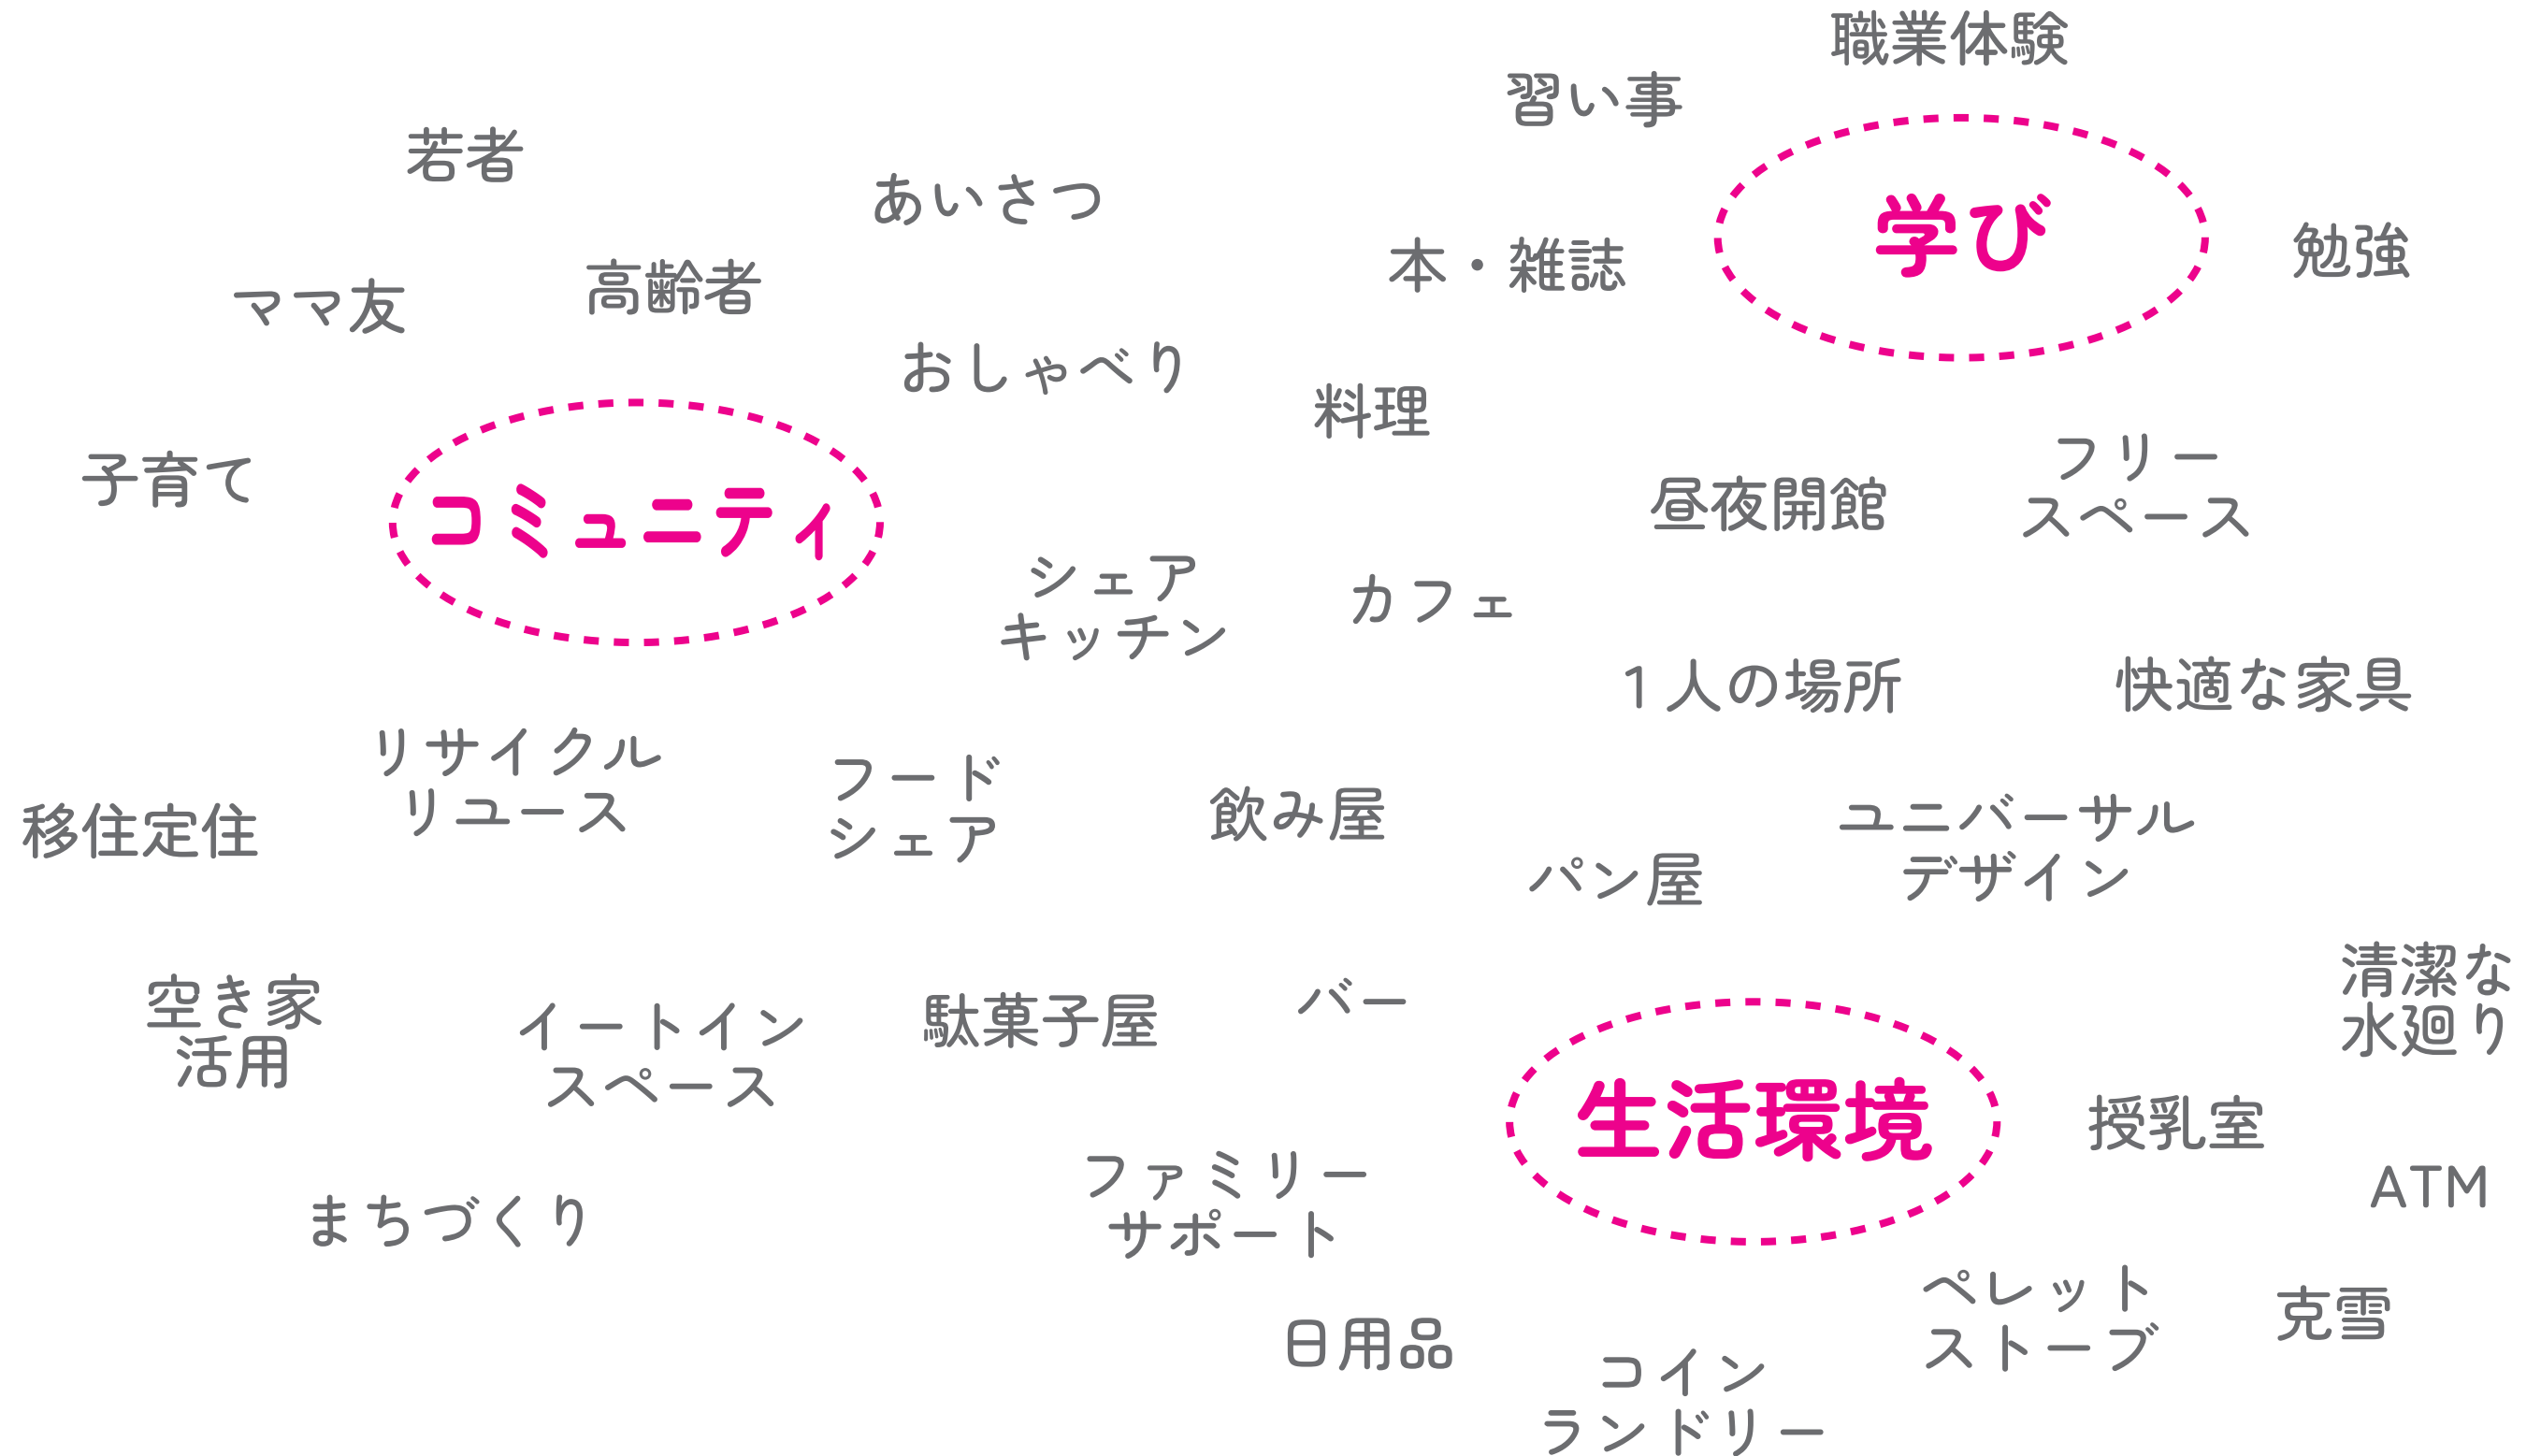 職業体験
習い事
若者
あいさつ
学び
本・雑誌
勉強
高齢者
ママ友
おしゃべり
料理
子育て
フリー
スペース
昼夜開館
コミュニティ
シェア
キッチン
カフェ
１人の場所
快適な家具
リサイクル
リユース
フード
シェア
飲み屋
移住定住
ユニバーサル
デザイン
パン屋
清潔な
水廻り
空き家
活用
イートイン
スペース
駄菓子屋
バー
生活環境
授乳室
ATM
ファミリー
サポート
まちづくり
ペレット
ストーブ
克雪
日用品
コイン
ランドリー